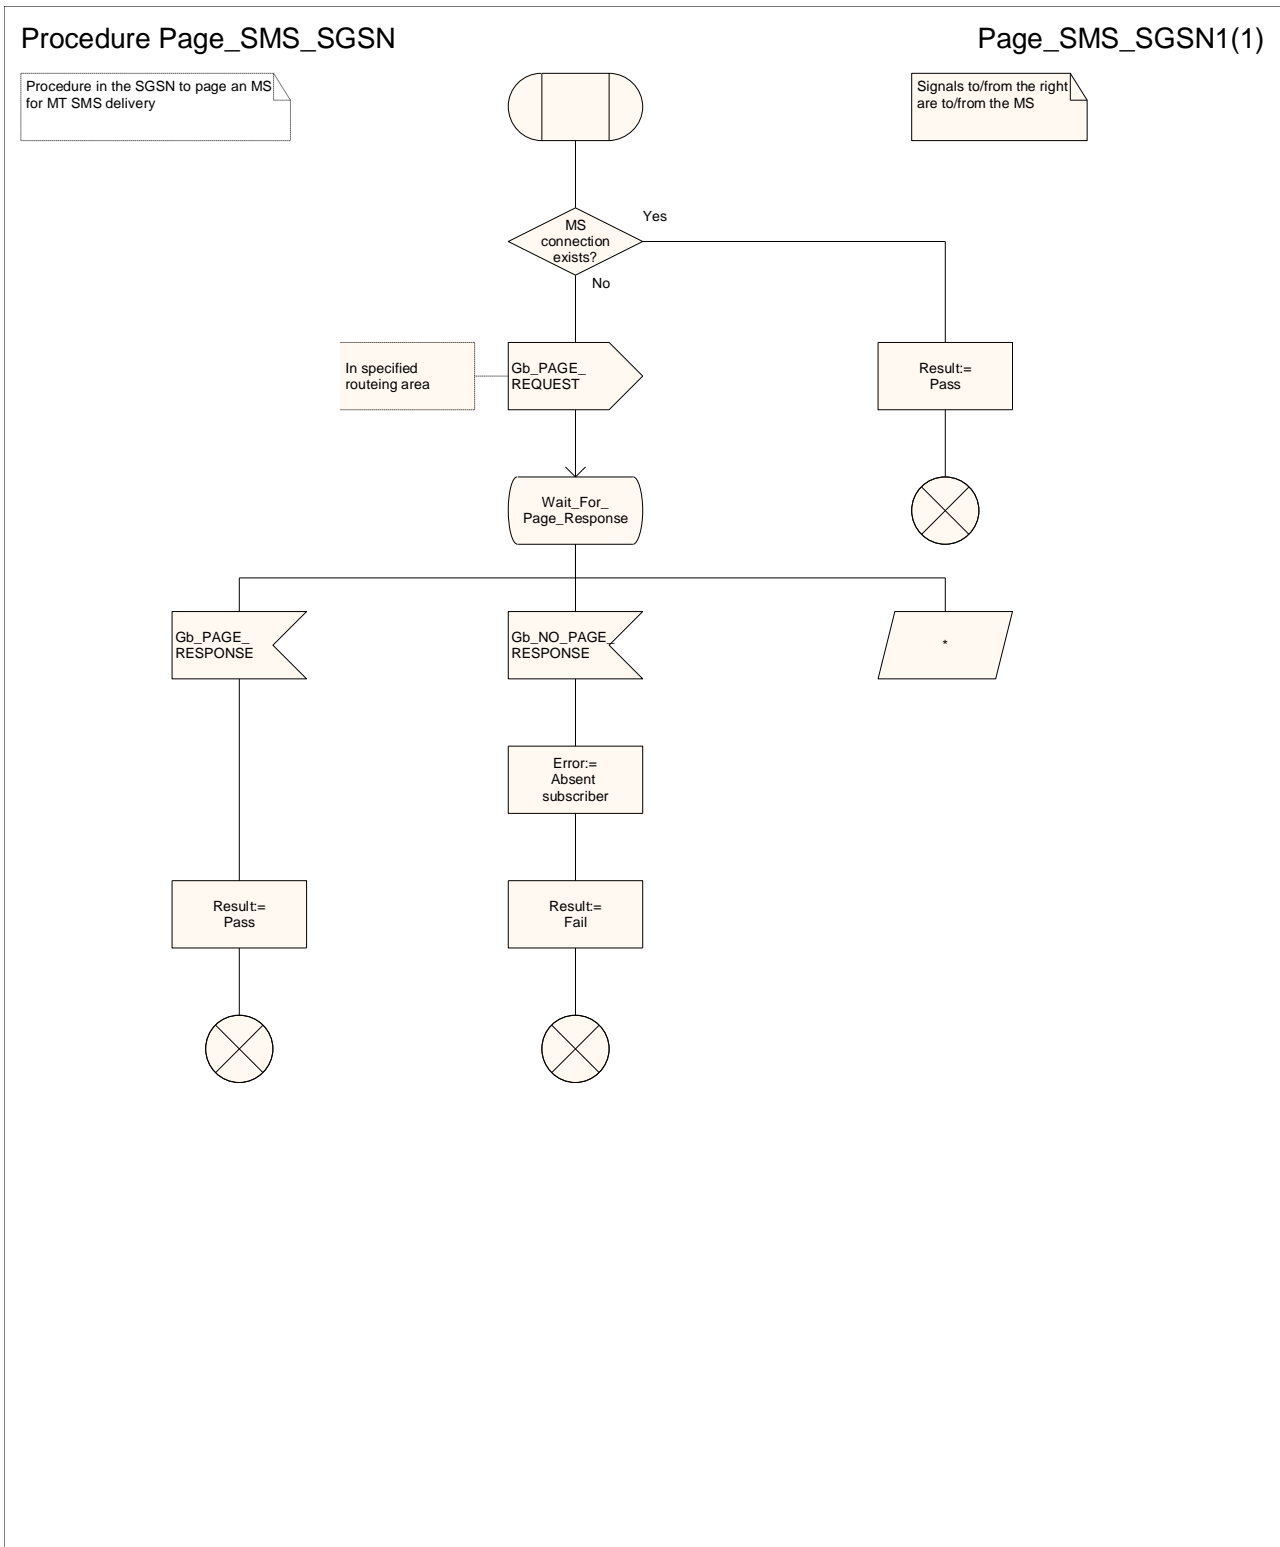 Procedure Page_SMS_SGSN
Page_SMS_SGSN1(1)
Procedure in the SGSN to page an MS
for MT SMS delivery
Signals to/from the right
are to/from the MS
MS
connection
exists?
Yes
No
In specified
routeing area
Gb_PAGE_
REQUEST
Result:=
Pass
Wait_For_
Page_Response
Gb_PAGE_
RESPONSE
Gb_NO_PAGE_
RESPONSE
*
Error:=
Absent
subscriber
Result:=
Pass
Result:=
Fail